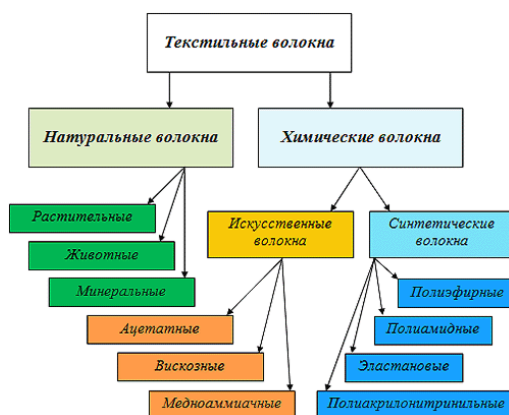 Текстильные волокна
Натуральные волокна
Химические волокна
Растительные
Животные
Минеральные
Искусственные
волокна
Синтетические
волокна
Ацетатные
Вискозные
Медноаммиачные
Полиэфирные
Полиамидные
Эластановые
Полиакрилонитринильные